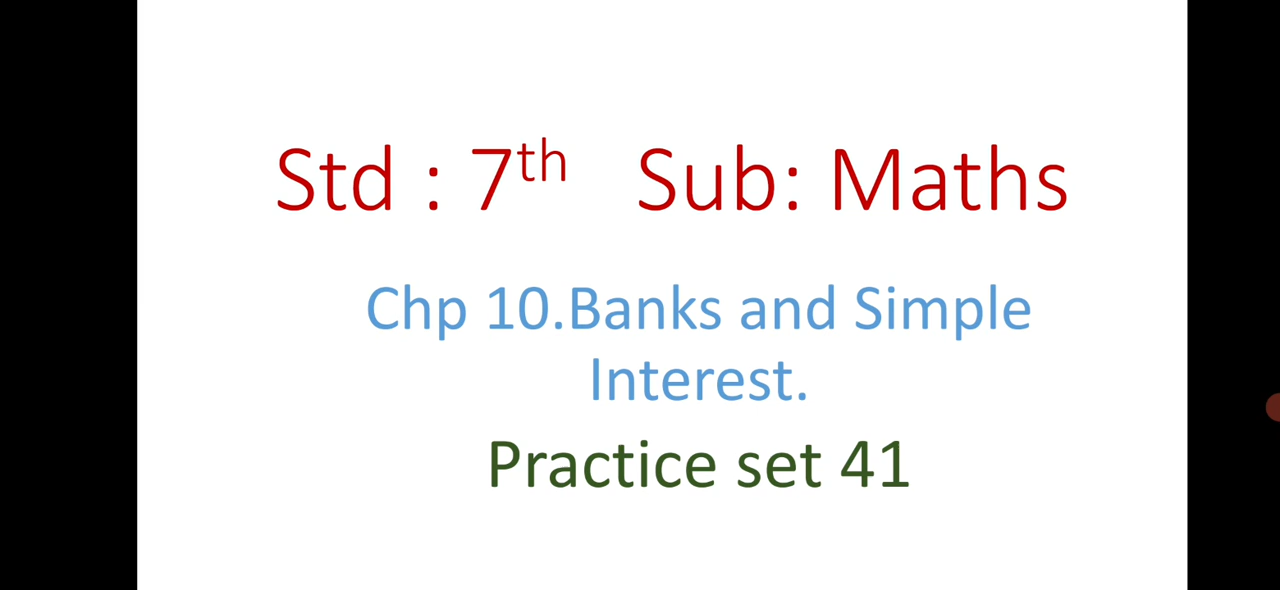 Std : 7th Sub: Maths
Chp 10.Banks and Simple
Interest.
Practice set 41